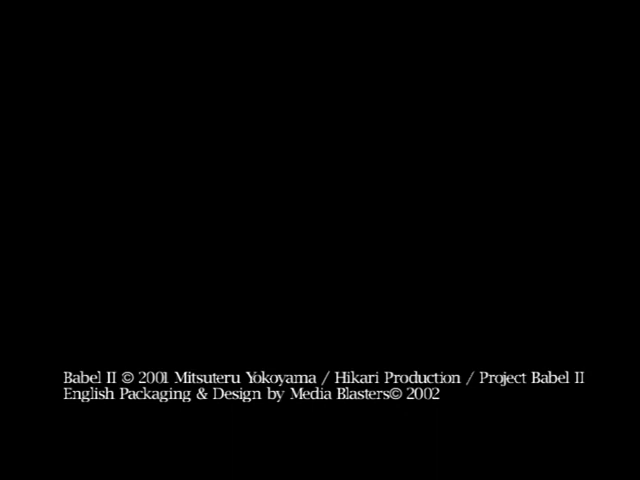 Babel II © 2001 Mitsuteru Yokoyama / Hikari Production / Project Babel II
English Packaging & Design by Media Blasters© 2002